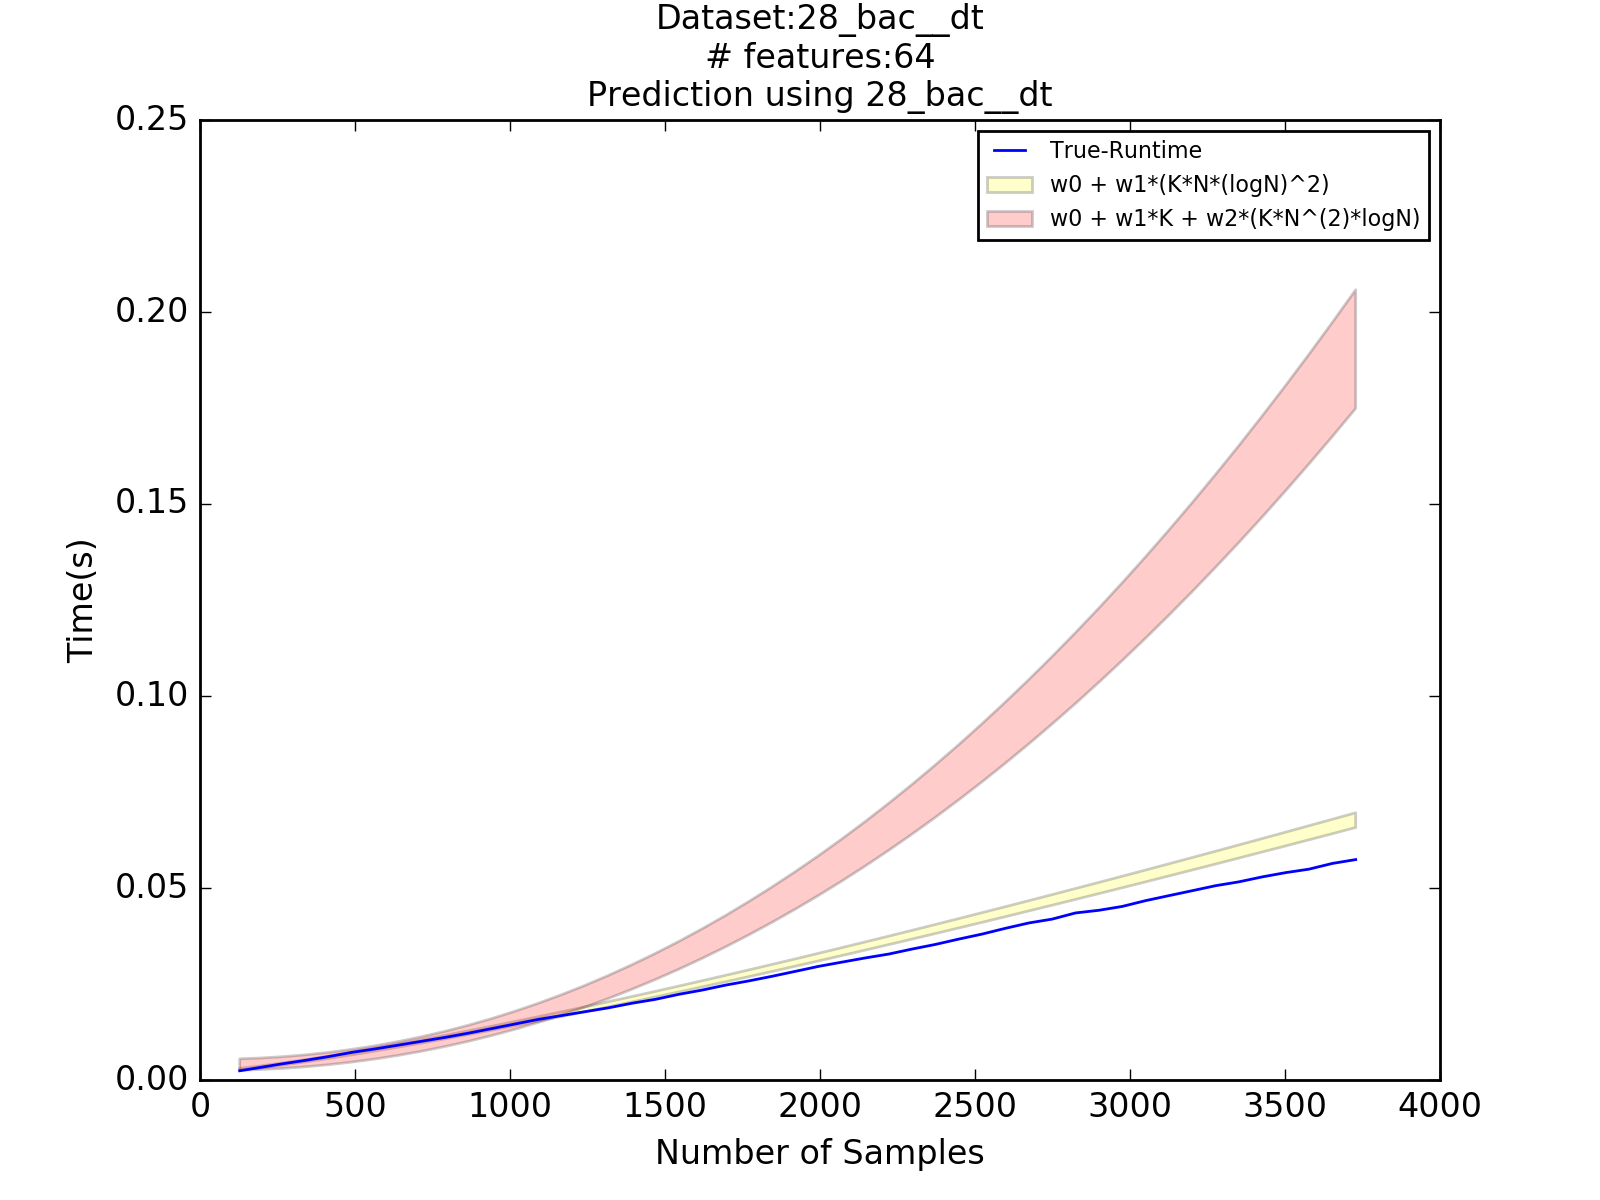 Dataset:28_bac__dt
# features:64
Prediction using 28_bac__dt
0.25
0.20
0.15
0.10
0.05
0.00
Time(s)
True-Runtime
w0 + w1*(K*N*(logN)^2)
w0 + w1*K + w2*(K*N^(2)*logN)
0 500 1000 1500 2000 2500 3000 3500 4000
Number of Samples